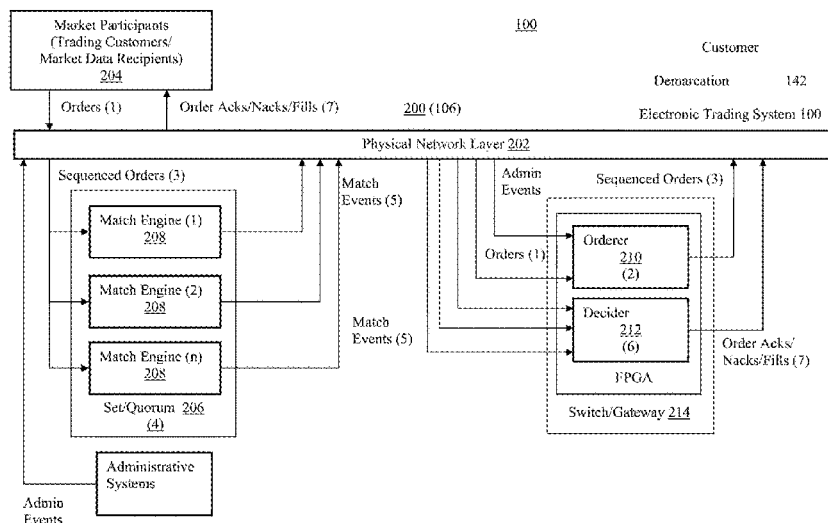 Market Participants
(Trading Customers/
Market Data Recipients)
204
100
Customer
Demarcation 142
Electronic Trading System 100
Orders (1)
Order Acks/Nacks/Fills (7)
200 (106)
Physical Network Layer 202
Sequenced Orders (3)
Match
Events (5)
Admin
Events
Sequenced Orders (3)
Match Engine (1)
208
Match Engine (2)
208
Match Engine (n)
208
Set/Quorum 206
(4)
Match
Events (5)
Orders (1)
Orderer
210
(2)
Decider
212
(6)
FPGA
Switch/Gateway 214
Order Acks/
Nacks/Fills (7)
Administrative
Systems
Admin
Events